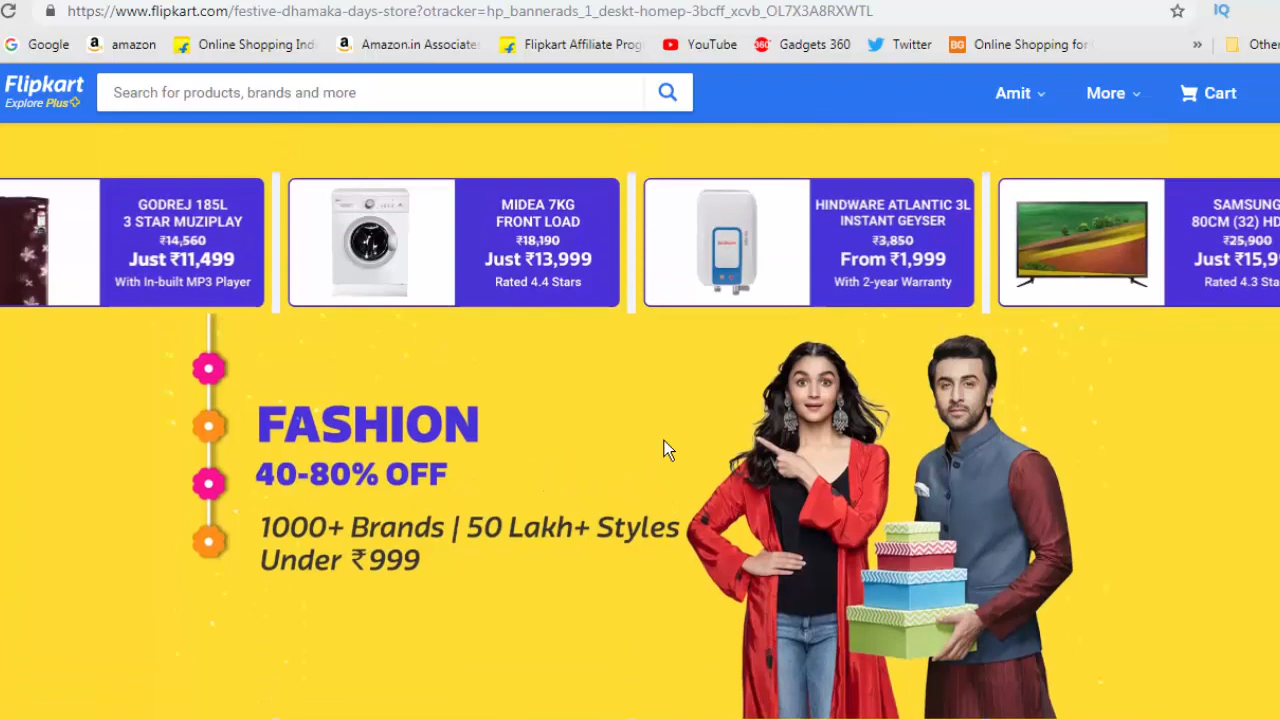 https://www.flipkart.com/festive-dhamaka-days-store?otracker=hp_bannerads_1_deskt-homep-3bcff_xcvb_OL7X3A8RXWTL
IQ
Google
amazon
Online Shopping Ind
Amazon.in Associate
Flipkart Affiliate Prog
YouTube
360
Gadgets 360
Twitter
BG
Online Shopping for
»
Other
Flipkart
Explore Plus
Search for products, brands and more
Amit
More
Cart
GODREJ 185L
3 STAR MUZIPLAY
₹14,560
Just ₹11,499
With In-built MP3 Player
MIDEA 7KG
FRONT LOAD
₹18,190
Just ₹13,999
Rated 4.4 Stars
HINDWARE ATLANTIC 3L
INSTANT GEYSER
₹3,850
From ₹1,999
With 2-year Warranty
SAMSUNG
80CM (32) HD
₹25,900
Just ₹15,9
Rated 4.3 Sta
FASHION
40-80% OFF
1000+ Brands | 50 Lakh+ Styles
Under ₹999